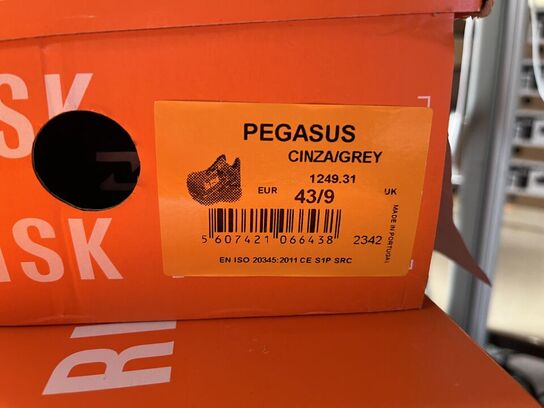 SK
ISK
PEGASUS
CINZA/GREY
1249.31
EUR 43/9 UK
5 607421 066438 2342
EN ISO 20345:2011 CE S1P SRC
MADE IN PORTUGAL
RI